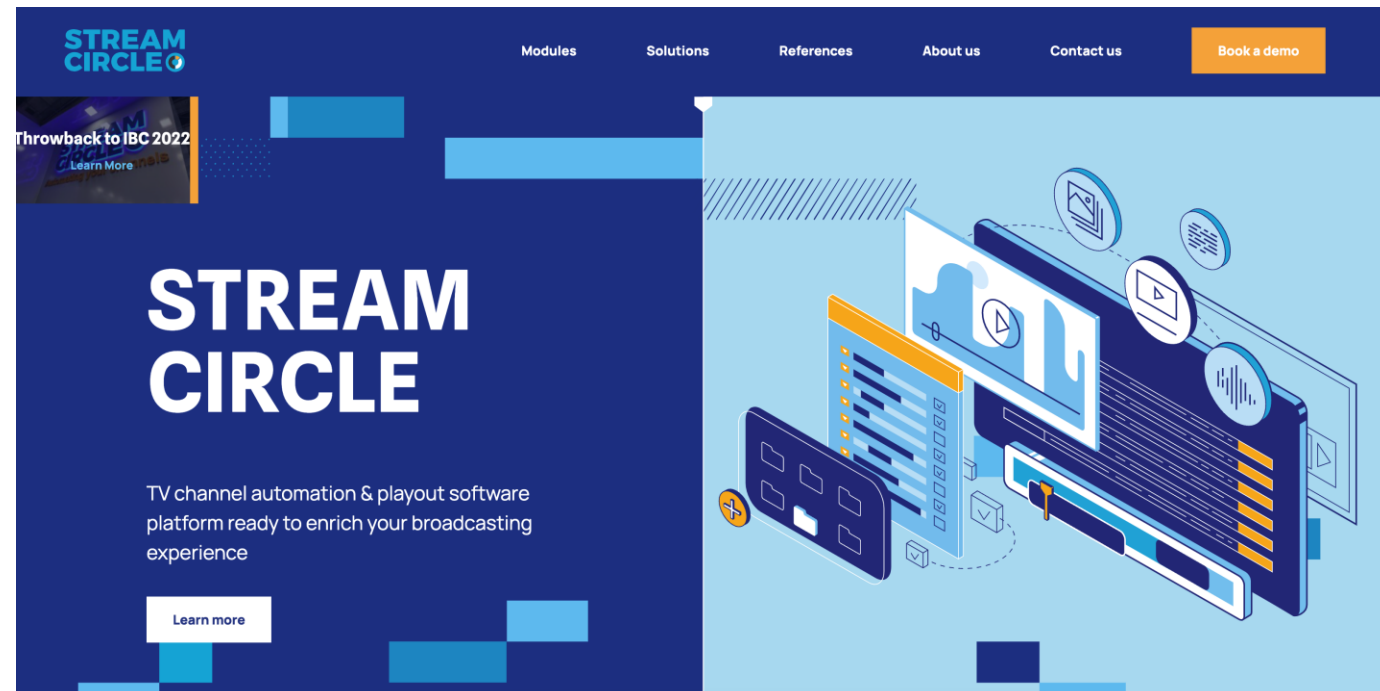 STREAM
CIRCLE
Modules
Solutions
References
About us
Contact us
Book a demo
Throwback to IBC 2022
Learn More
STREAM
CIRCLE
TV channel automation & playout software
platform ready to enrich your broadcasting
experience
Learn more